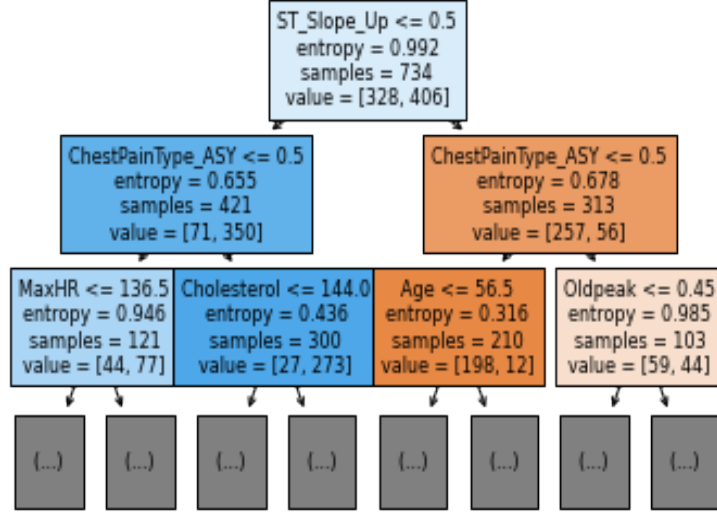 ST_Slope_Up <= 0.5
entropy = 0.992
samples = 734
value = [328, 406]
ChestPainType_ASY <= 0.5
entropy = 0.655
samples = 421
value = [71, 350]
ChestPainType_ASY <= 0.5
entropy = 0.678
samples = 313
value = [257, 56]
MaxHR <= 136.5
entropy = 0.946
samples = 121
value = [44, 77]
Cholesterol <= 144.0
entropy = 0.436
samples = 300
value = [27, 273]
Age <= 56.5
entropy = 0.316
samples = 210
value = [198, 12]
Oldpeak <= 0.45
entropy = 0.985
samples = 103
value = [59, 44]
(...)
(...)
(...)
(...)
(...)
(...)
(...)
(...)